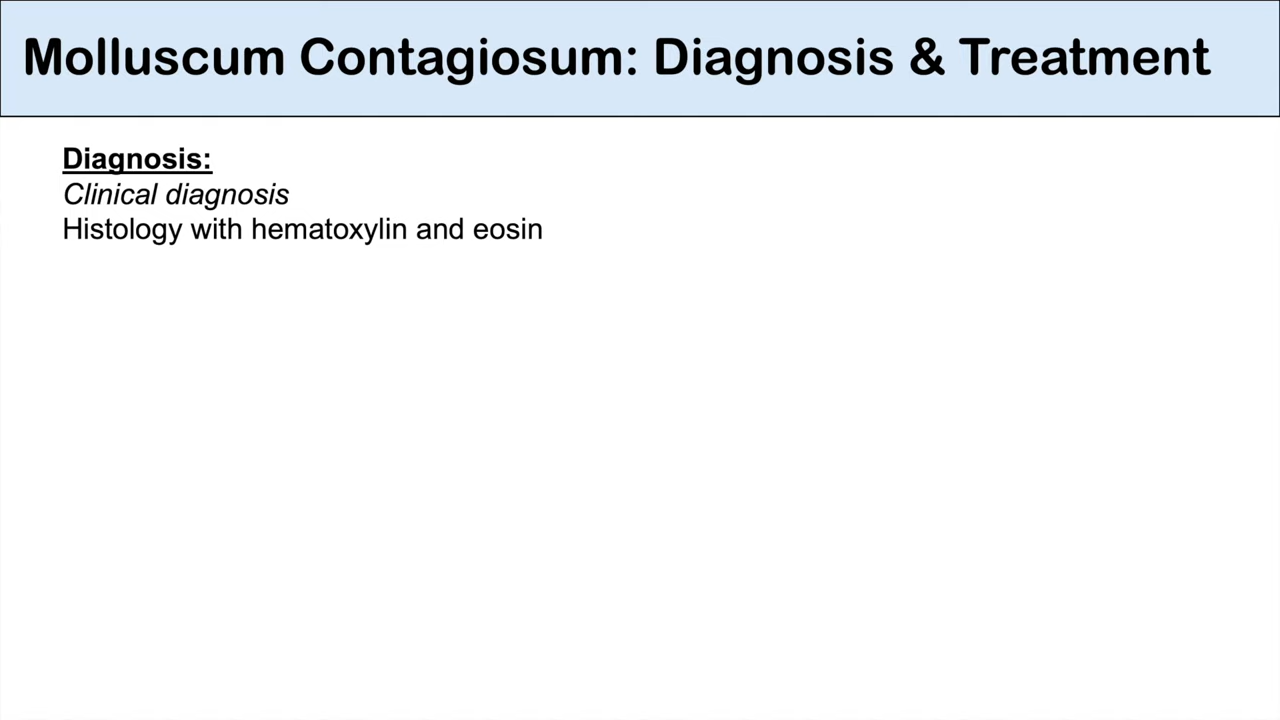 Molluscum Contagiosum: Diagnosis & Treatment
Diagnosis:
Clinical diagnosis
Histology with hematoxylin and eosin